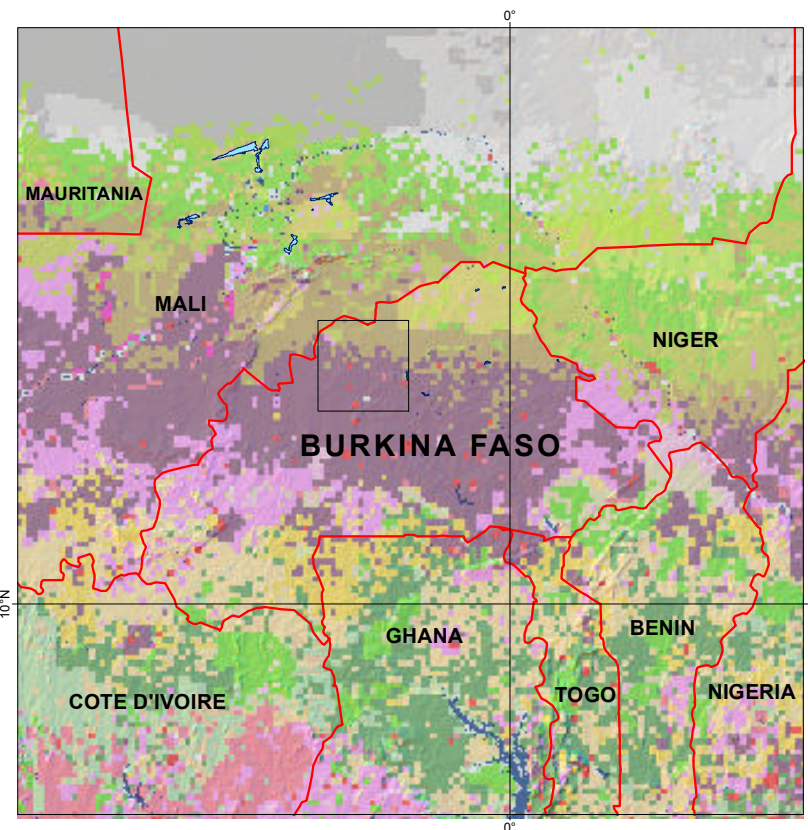 0°
MAURITANIA
MALI
NIGER
BURKINA FASO
10°N
GHANA
BENIN
COTE D'IVOIRE
TOGO
NIGERIA
0°